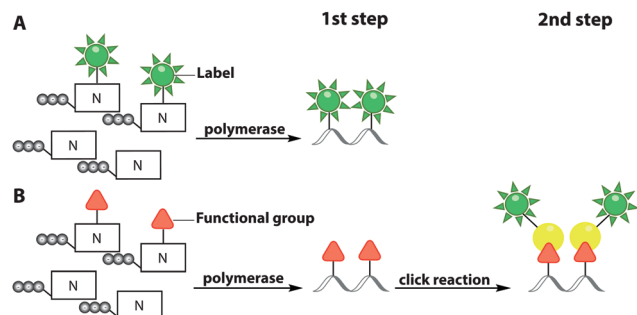 A
1st step
2nd step
N
N
Label
polymerase
N
N
B
Functional group
N
N
polymerase
click reaction
N
N